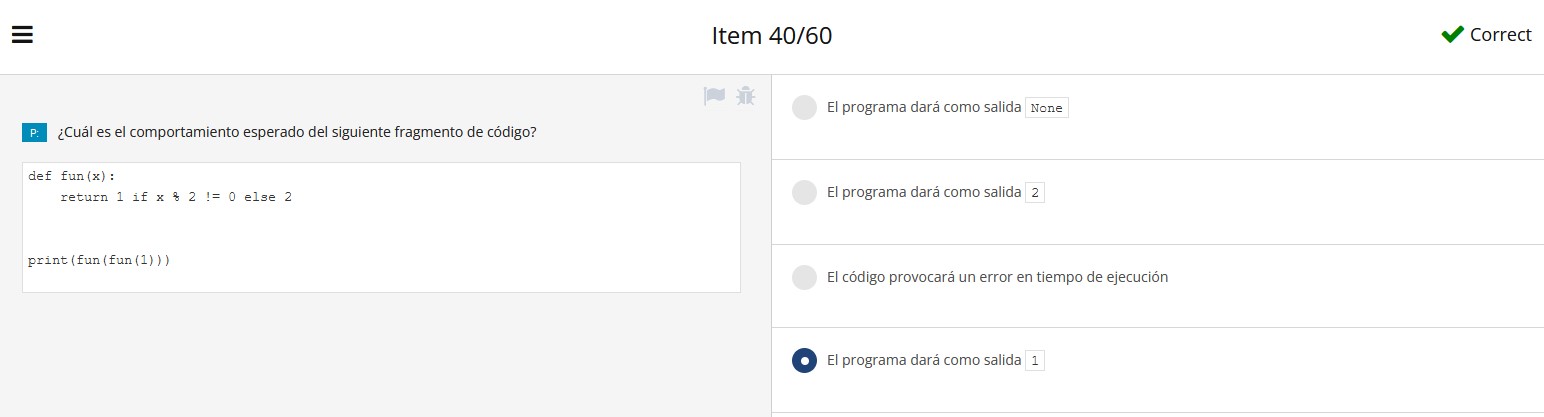 Item 40/60
Correct
P: ¿Cuál es el comportamiento esperado del siguiente fragmento de código?
def fun(x):
    return 1 if x % 2 != 0 else 2
print(fun(fun(1)))
El programa dará como salida None
El programa dará como salida 2
El código provocará un error en tiempo de ejecución
El programa dará como salida 1